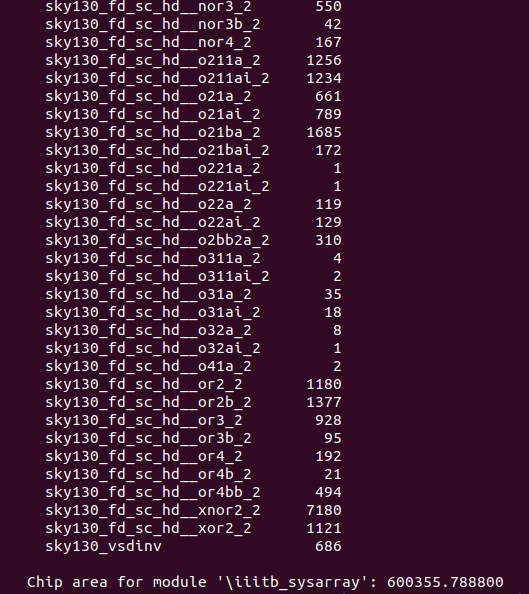 sky130_fd_sc_hd__nor3_2 550
sky130_fd_sc_hd__nor3b_2 42
sky130_fd_sc_hd__nor4_2 167
sky130_fd_sc_hd__o211a_2 1256
sky130_fd_sc_hd__o211ai_2 1234
sky130_fd_sc_hd__o21a_2 661
sky130_fd_sc_hd__o21ai_2 789
sky130_fd_sc_hd__o21ba_2 1685
sky130_fd_sc_hd__o21bai_2 172
sky130_fd_sc_hd__o221a_2 1
sky130_fd_sc_hd__o221ai_2 1
sky130_fd_sc_hd__o22a_2 119
sky130_fd_sc_hd__o22ai_2 129
sky130_fd_sc_hd__o2bb2a_2 310
sky130_fd_sc_hd__o311a_2 4
sky130_fd_sc_hd__o311ai_2 2
sky130_fd_sc_hd__o31a_2 35
sky130_fd_sc_hd__o31ai_2 18
sky130_fd_sc_hd__o32a_2 8
sky130_fd_sc_hd__o32ai_2 1
sky130_fd_sc_hd__o41a_2 2
sky130_fd_sc_hd__or2_2 1180
sky130_fd_sc_hd__or2b_2 1377
sky130_fd_sc_hd__or3_2 928
sky130_fd_sc_hd__or3b_2 95
sky130_fd_sc_hd__or4_2 192
sky130_fd_sc_hd__or4b_2 21
sky130_fd_sc_hd__or4bb_2 494
sky130_fd_sc_hd__xnor2_2 7180
sky130_fd_sc_hd__xor2_2 1121
sky130_vsdinv 686
Chip area for module '\iiitb_sysarray': 600355.788800